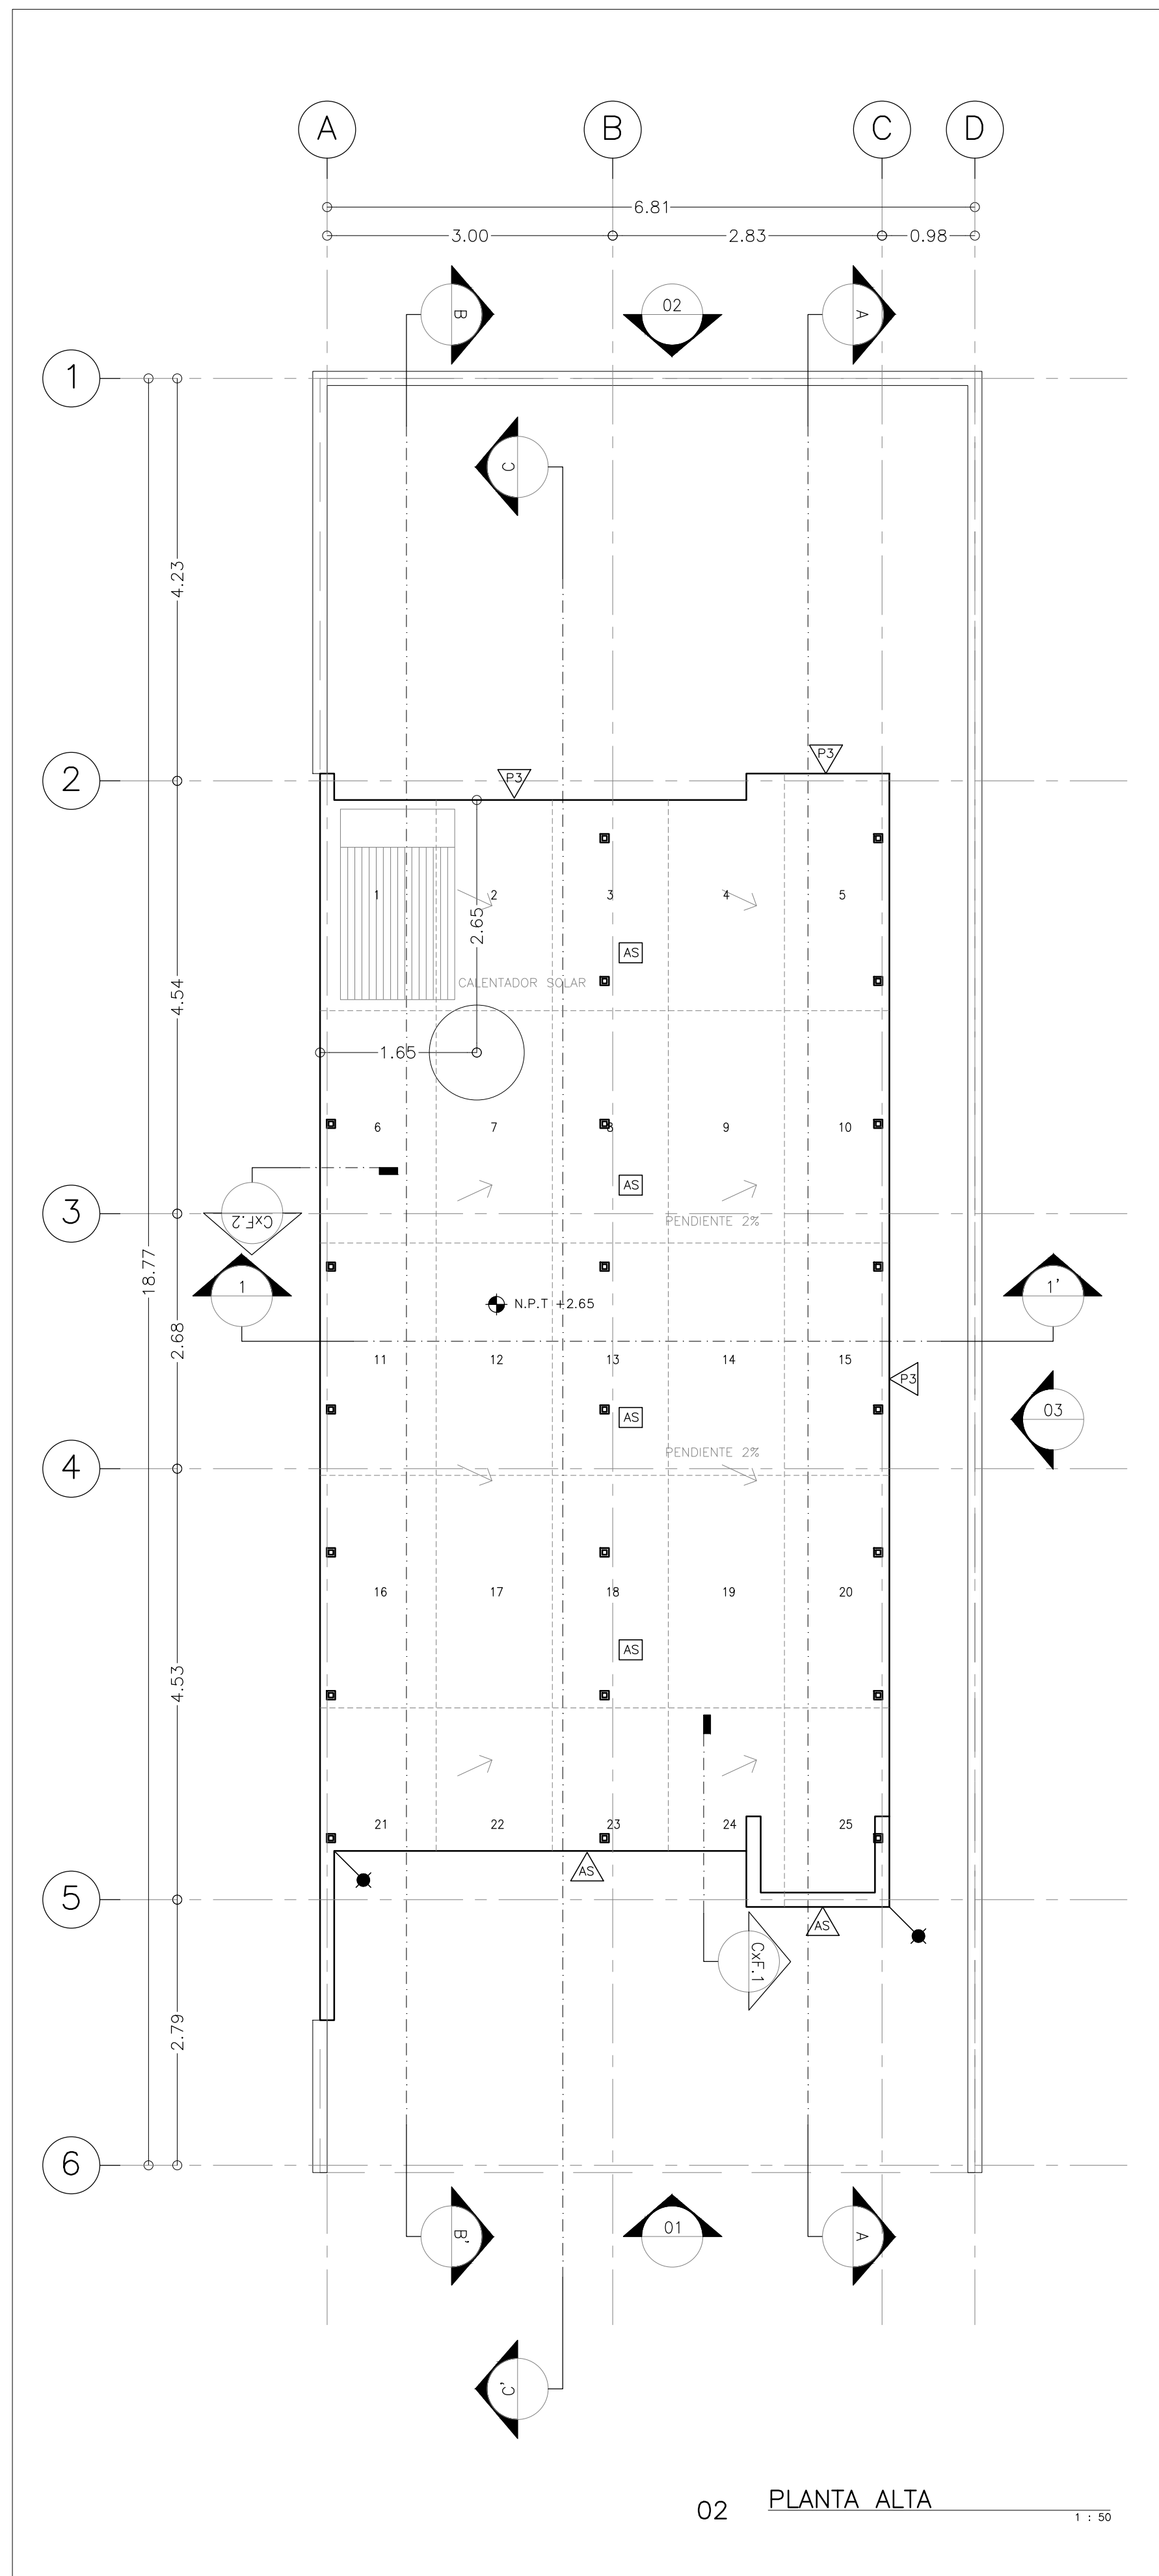 A B C D
6.81
3.00 2.83 0.98
B 02 A
1
C
4.23
2
P3 P3
1 2 3 4 5
2.65
AS
CALENTADOR SOLAR
4.54
1.65
6 7 8 9 10
AS
CxF.2
3
PENDIENTE 2%
18.77
1 1'
N.P.T +2.65
2.68
11 12 13 14 15
P3
03
AS
PENDIENTE 2%
4
16 17 18 19 20
AS
4.53
21 22 23 24 25
AS
5
AS
CxF.1
2.79
6
B' 01 A
C'
02 PLANTA ALTA
1 : 50